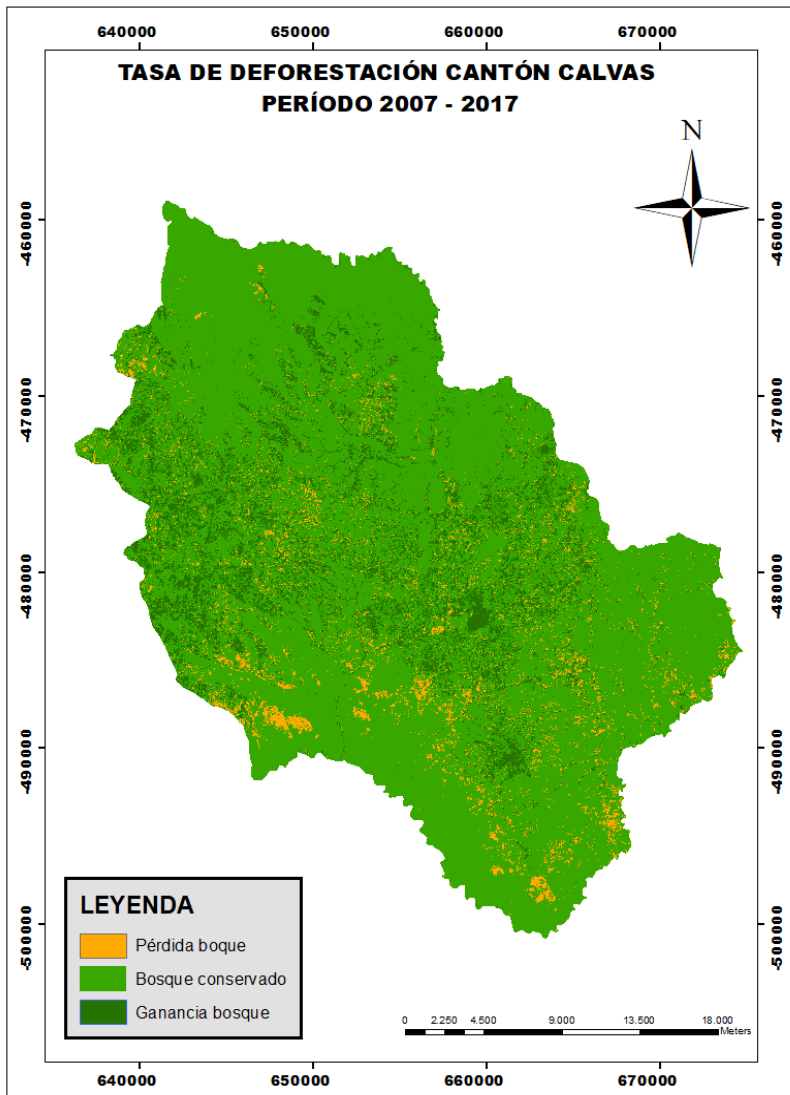 640000 650000 660000 670000
TASA DE DEFORESTACIÓN CANTÓN CALVAS
PERÍODO 2007 - 2017
N
-460000 -460000
-470000 -470000
-480000 -480000
-490000 -490000
-500000 -500000
LEYENDA
Pérdida boque
Bosque conservado
Ganancia bosque
0 2.250 4.500 9.000 13.500 18.000
Meters
640000 650000 660000 670000